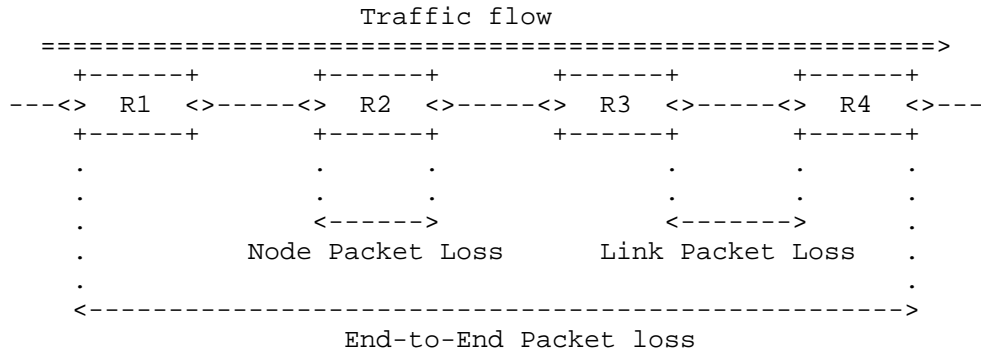 Traffic flow
========================================================>
+------+ +------+ +------+ +------+
---<> R1 <>-----<> R2 <>-----<> R3 <>-----<> R4 <>---
+------+ +------+ +------+ +------+
. . . . . .
. . . . . .
. <------> <-------> .
. Node Packet Loss Link Packet Loss .
. .
<--------------------------------------------------->
End-to-End Packet loss